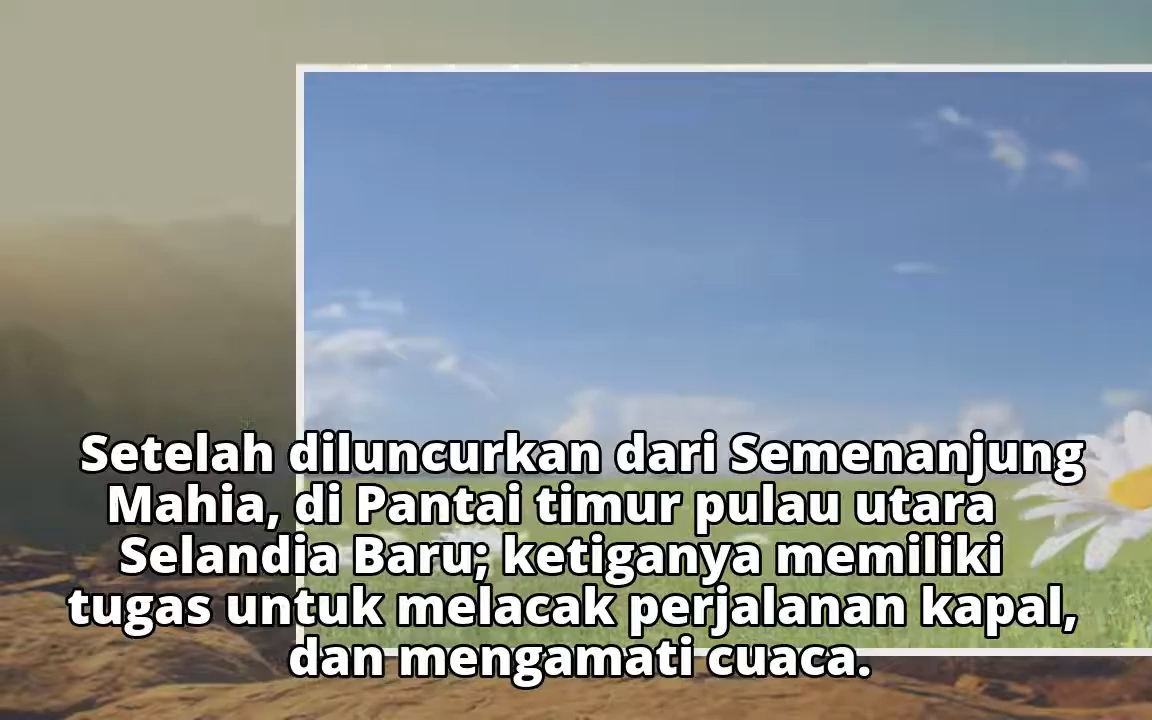 Setelah diluncurkan dari Semenanjung
Mahia, di Pantai timur pulau utara
Selandia Baru; ketiganya memiliki
tugas untuk melacak perjalanan kapal,
dan mengamati cuaca.